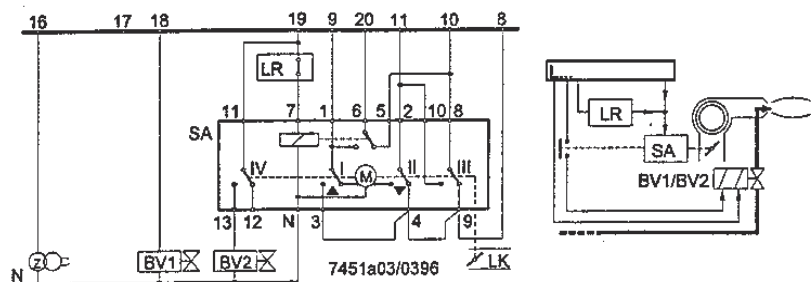 16 17 18 19 9 20 11 10 8
LR
11 7 1 6 5 2 10 8
SA
IV I M II III
13 12 N 3 4 9
N Z BV1 BV2 7451a03/0396 LK
LR
SA
BV1/BV2